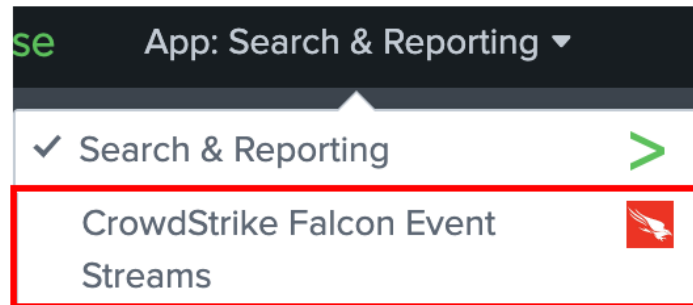 se App: Search & Reporting ▾
✓ Search & Reporting >
CrowdStrike Falcon Event
Streams